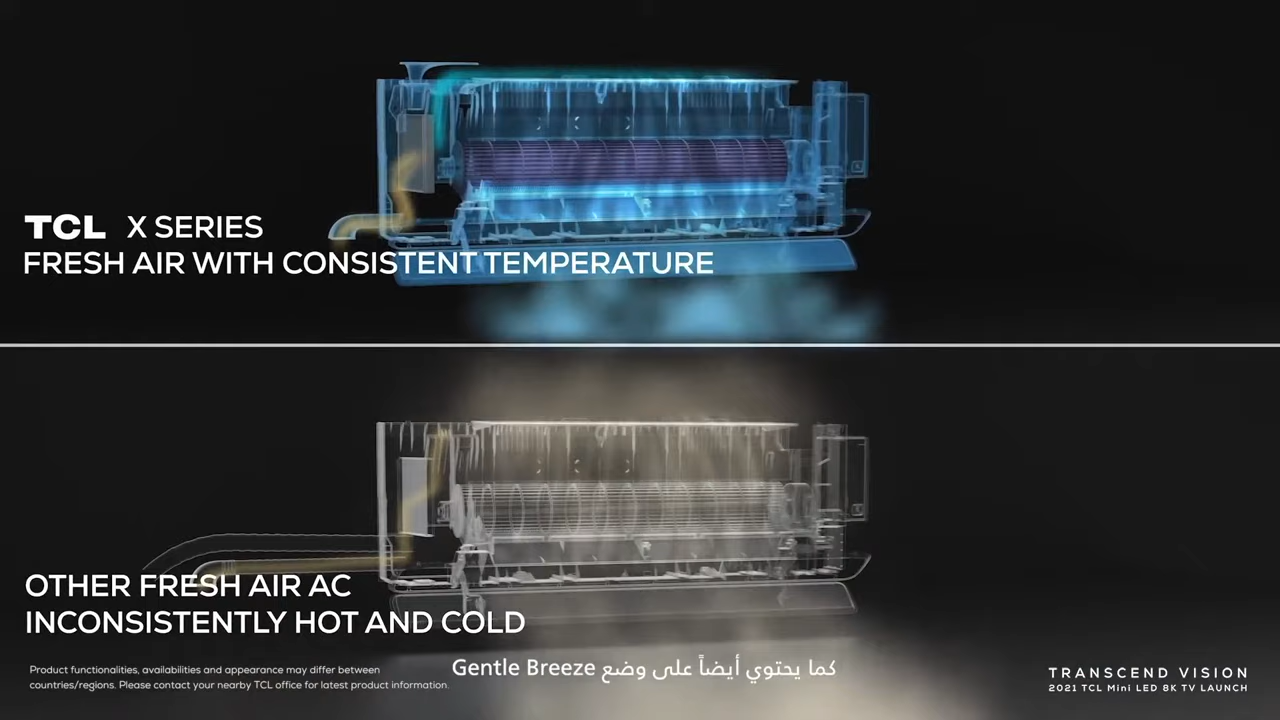 TCL X SERIES
FRESH AIR WITH CONSISTENT TEMPERATURE
OTHER FRESH AIR AC
INCONSISTENTLY HOT AND COLD
Product functionalities, availabilities and appearance may differ between
countries/regions. Please contact your nearby TCL office for latest product information.
كما يحتوي أيضاً على وضع Gentle Breeze
TRANSCEND VISION
2021 TCL Mini LED 8K TV LAUNCH